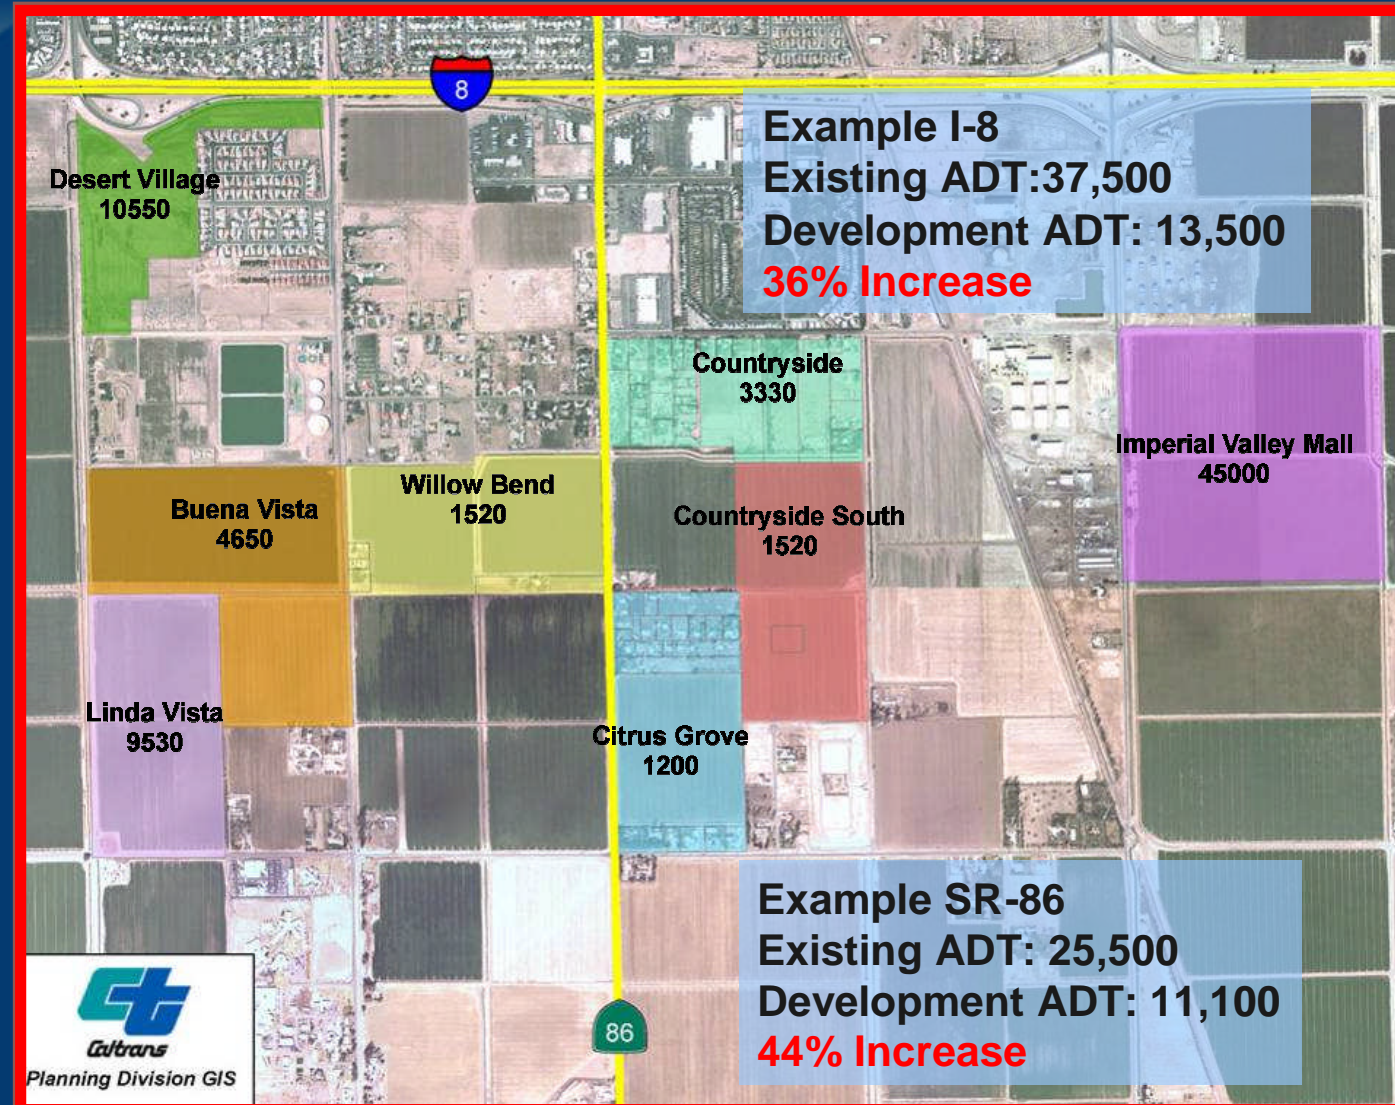 8
Example I-8
Existing ADT:37,500
Development ADT: 13,500
36% Increase
Desert Village
10550
Countryside
3330
Imperial Valley Mall
45000
Buena Vista
4650
Willow Bend
1520
Countryside South
1520
Linda Vista
9530
Citrus Grove
1200
Example SR-86
Existing ADT: 25,500
Development ADT: 11,100
44% Increase
86
Caltrans
Planning Division GIS